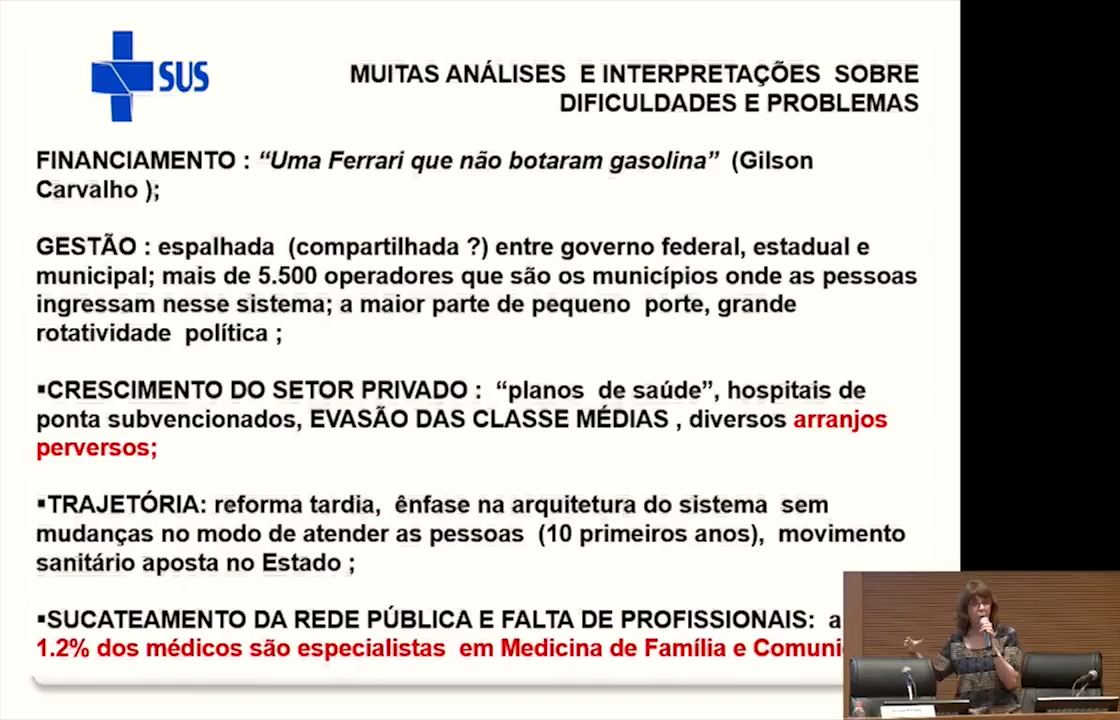 SUS
MUITAS ANÁLISES E INTERPRETAÇÕES SOBRE
DIFICULDADES E PROBLEMAS
FINANCIAMENTO : “Uma Ferrari que não botaram gasolina” (Gilson
Carvalho );
GESTÃO : espalhada (compartilhada ?) entre governo federal, estadual e
municipal; mais de 5.500 operadores que são os municípios onde as pessoas
ingressam nesse sistema; a maior parte de pequeno porte, grande
rotatividade política ;
▪CRESCIMENTO DO SETOR PRIVADO : “planos de saúde”, hospitais de
ponta subvencionados, EVASÃO DAS CLASSE MÉDIAS , diversos arranjos
perversos;
▪TRAJETÓRIA: reforma tardia, ênfase na arquitetura do sistema sem
mudanças no modo de atender as pessoas (10 primeiros anos), movimento
sanitário aposta no Estado ;
▪SUCATEAMENTO DA REDE PÚBLICA E FALTA DE PROFISSIONAIS: a
1.2% dos médicos são especialistas em Medicina de Família e Comuni